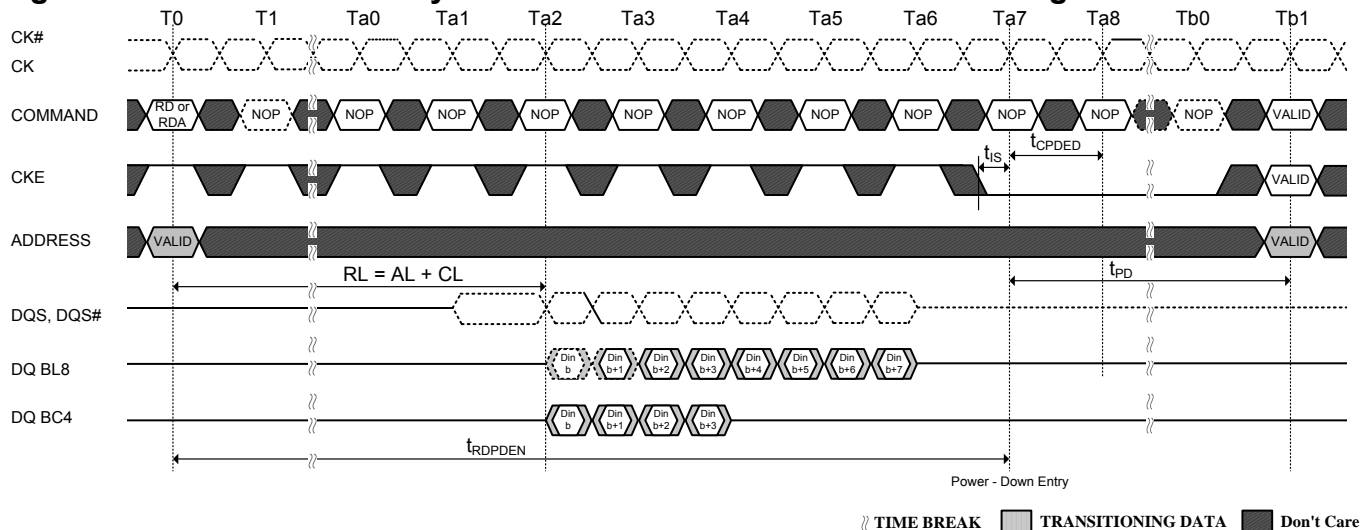 T0 T1 Ta0 Ta1 Ta2 Ta3 Ta4 Ta5 Ta6 Ta7 Ta8 Tb0 Tb1
CK#
CK
COMMAND
RD or
RDA
NOP NOP NOP NOP NOP NOP NOP NOP NOP NOP NOP VALID
tIS
tCPDED
CKE
VALID
ADDRESS
VALID
VALID
RL = AL + CL
tPD
DQS, DQS#
DQ BL8
Din Din Din Din Din Din Din Din
b b+1 b+2 b+3 b+4 b+5 b+6 b+7
DQ BC4
Din Din Din Din
b b+1 b+2 b+3
tRDPDEN
Power - Down Entry
TIME BREAK
TRANSITIONING DATA
Don't Care